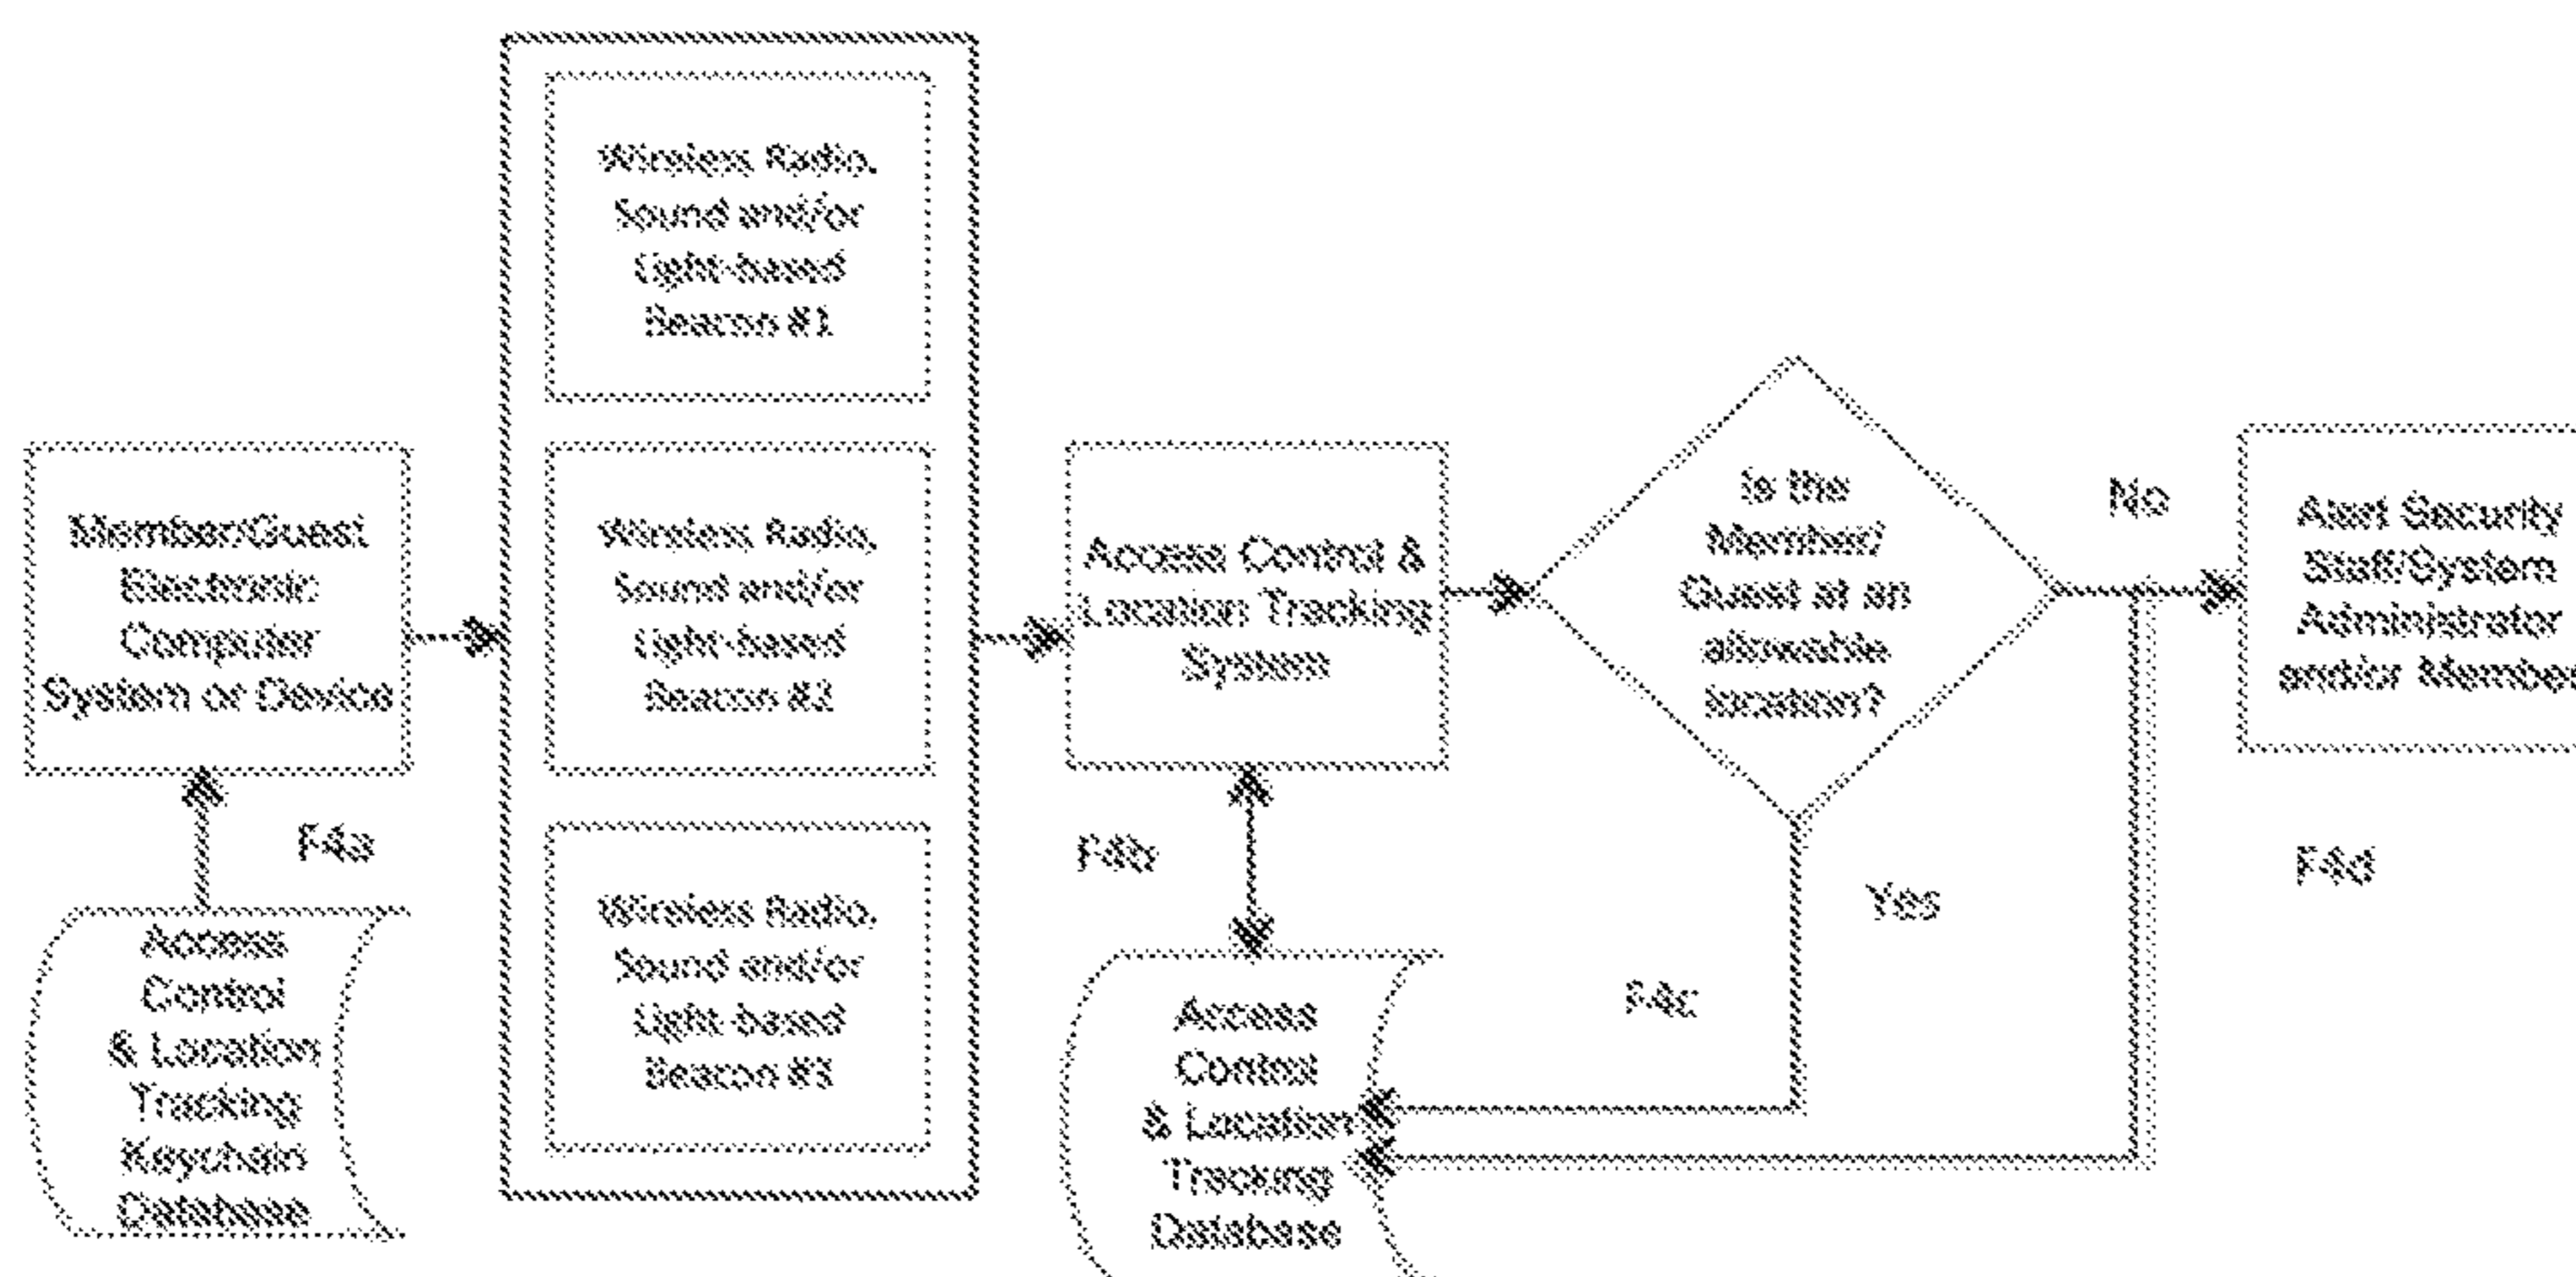 Wireless Radio,
Sound and/or
Light-based
Beacon #1
Member/Guest
Electronic
Computer
System or Device
Wireless Radio,
Sound and/or
Light-based
Beacon #2
Access Control &
Location Tracking
System
Is the
Member/
Guest at an
allowable
location?
No
Alert Security
Staff/System
Administrator
and/or Member
F4a
F4b
Yes
F4d
Access
Control
& Location
Tracking
Keychain
Database
Wireless Radio,
Sound and/or
Light-based
Beacon #3
F4c
Access
Control
& Location
Tracking
Database